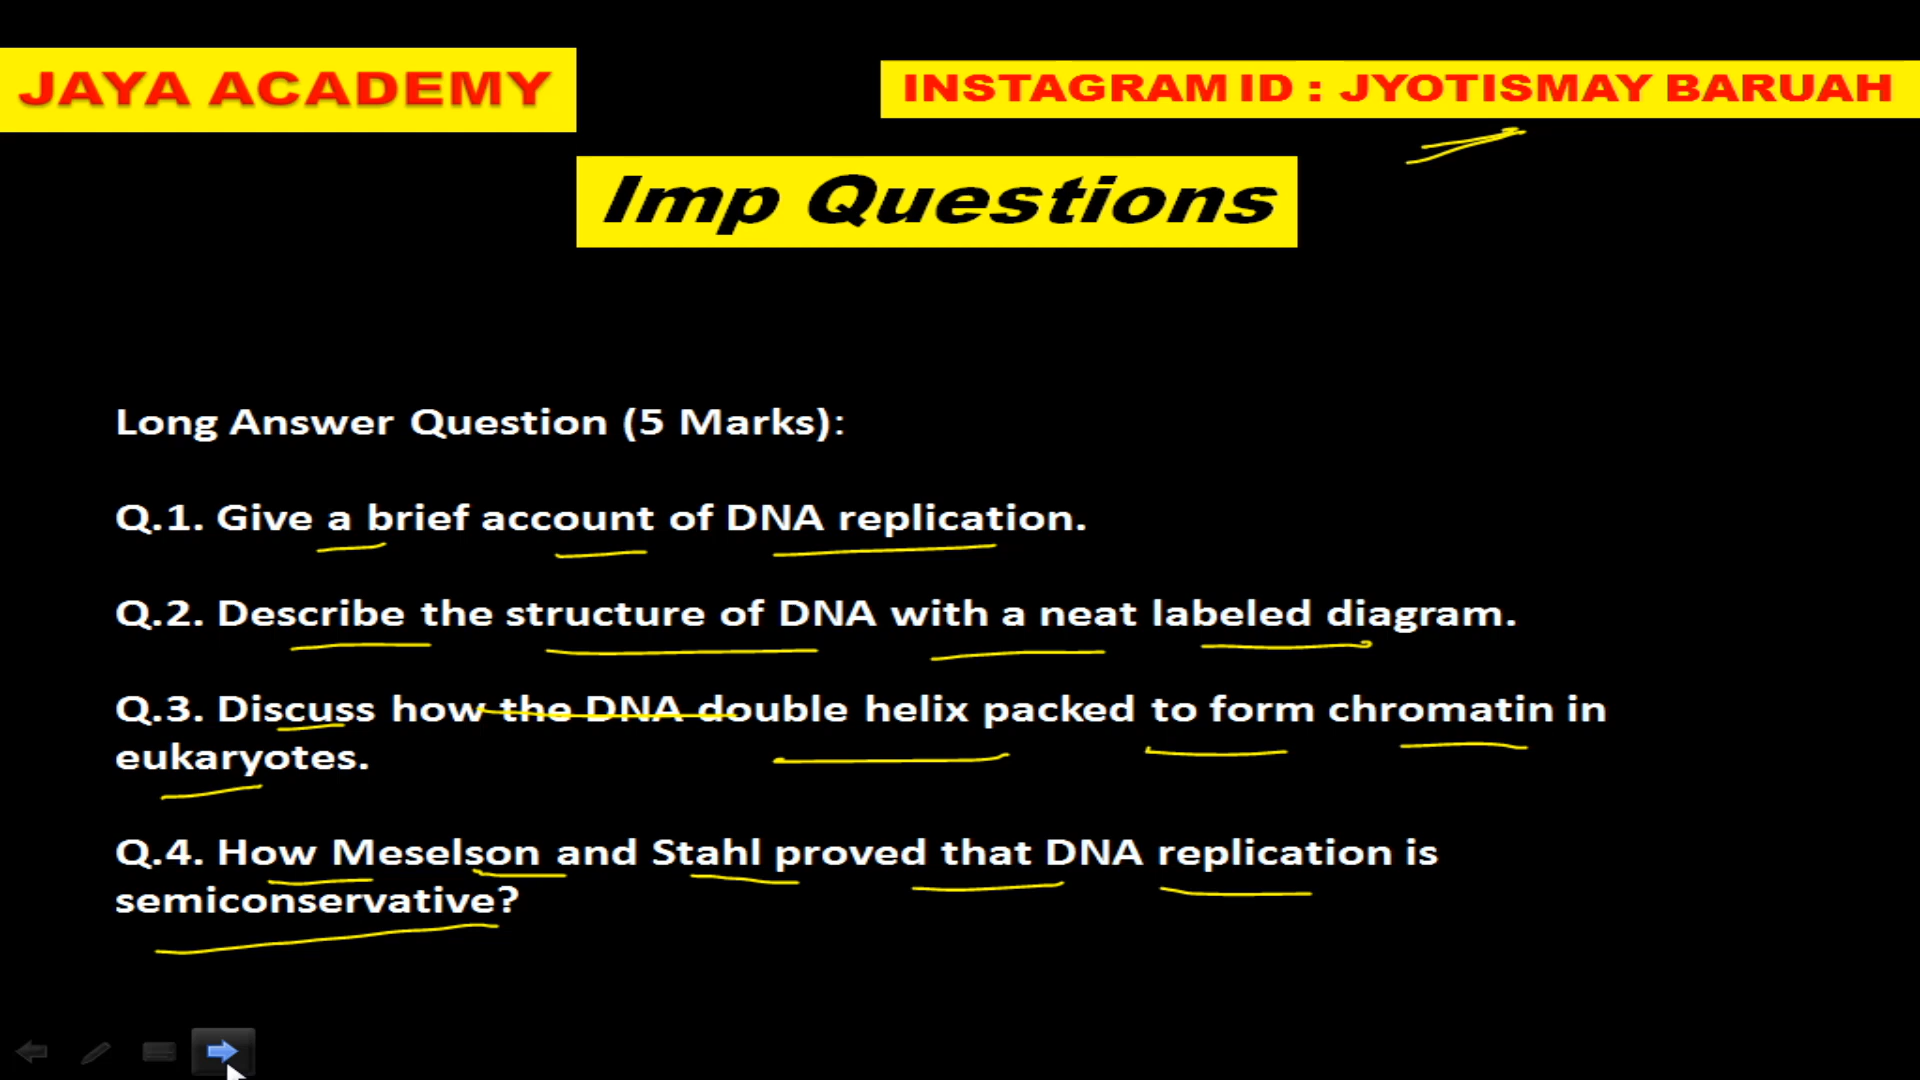 JAYA ACADEMY
INSTAGRAM ID : JYOTISMAY BARUAH
Imp Questions
Long Answer Question (5 Marks):
Q.1. Give a brief account of DNA replication.
Q.2. Describe the structure of DNA with a neat labeled diagram.
Q.3. Discuss how the DNA double helix packed to form chromatin in
eukaryotes.
Q.4. How Meselson and Stahl proved that DNA replication is
semiconservative?